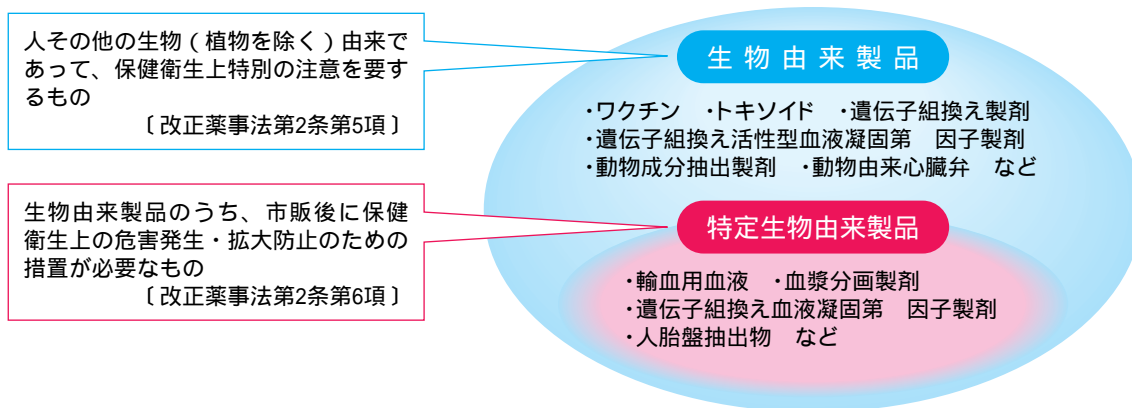 人その他の生物(植物を除く)由来で
あって、保健衛生上特別の注意を要す
るもの
〔改正薬事法第2条第5項〕
生物由来製品
・ワクチン ・トキソイド ・遺伝子組換え製剤
・遺伝子組換え活性型血液凝固第 因子製剤
・動物成分抽出製剤 ・動物由来心臓弁 など
生物由来製品のうち、市販後に保健
衛生上の危害発生・拡大防止のための
措置が必要なもの
〔改正薬事法第2条第6項〕
特定生物由来製品
・輸血用血液 ・血漿分画製剤
・遺伝子組換え血液凝固第 因子製剤
・人胎盤抽出物 など